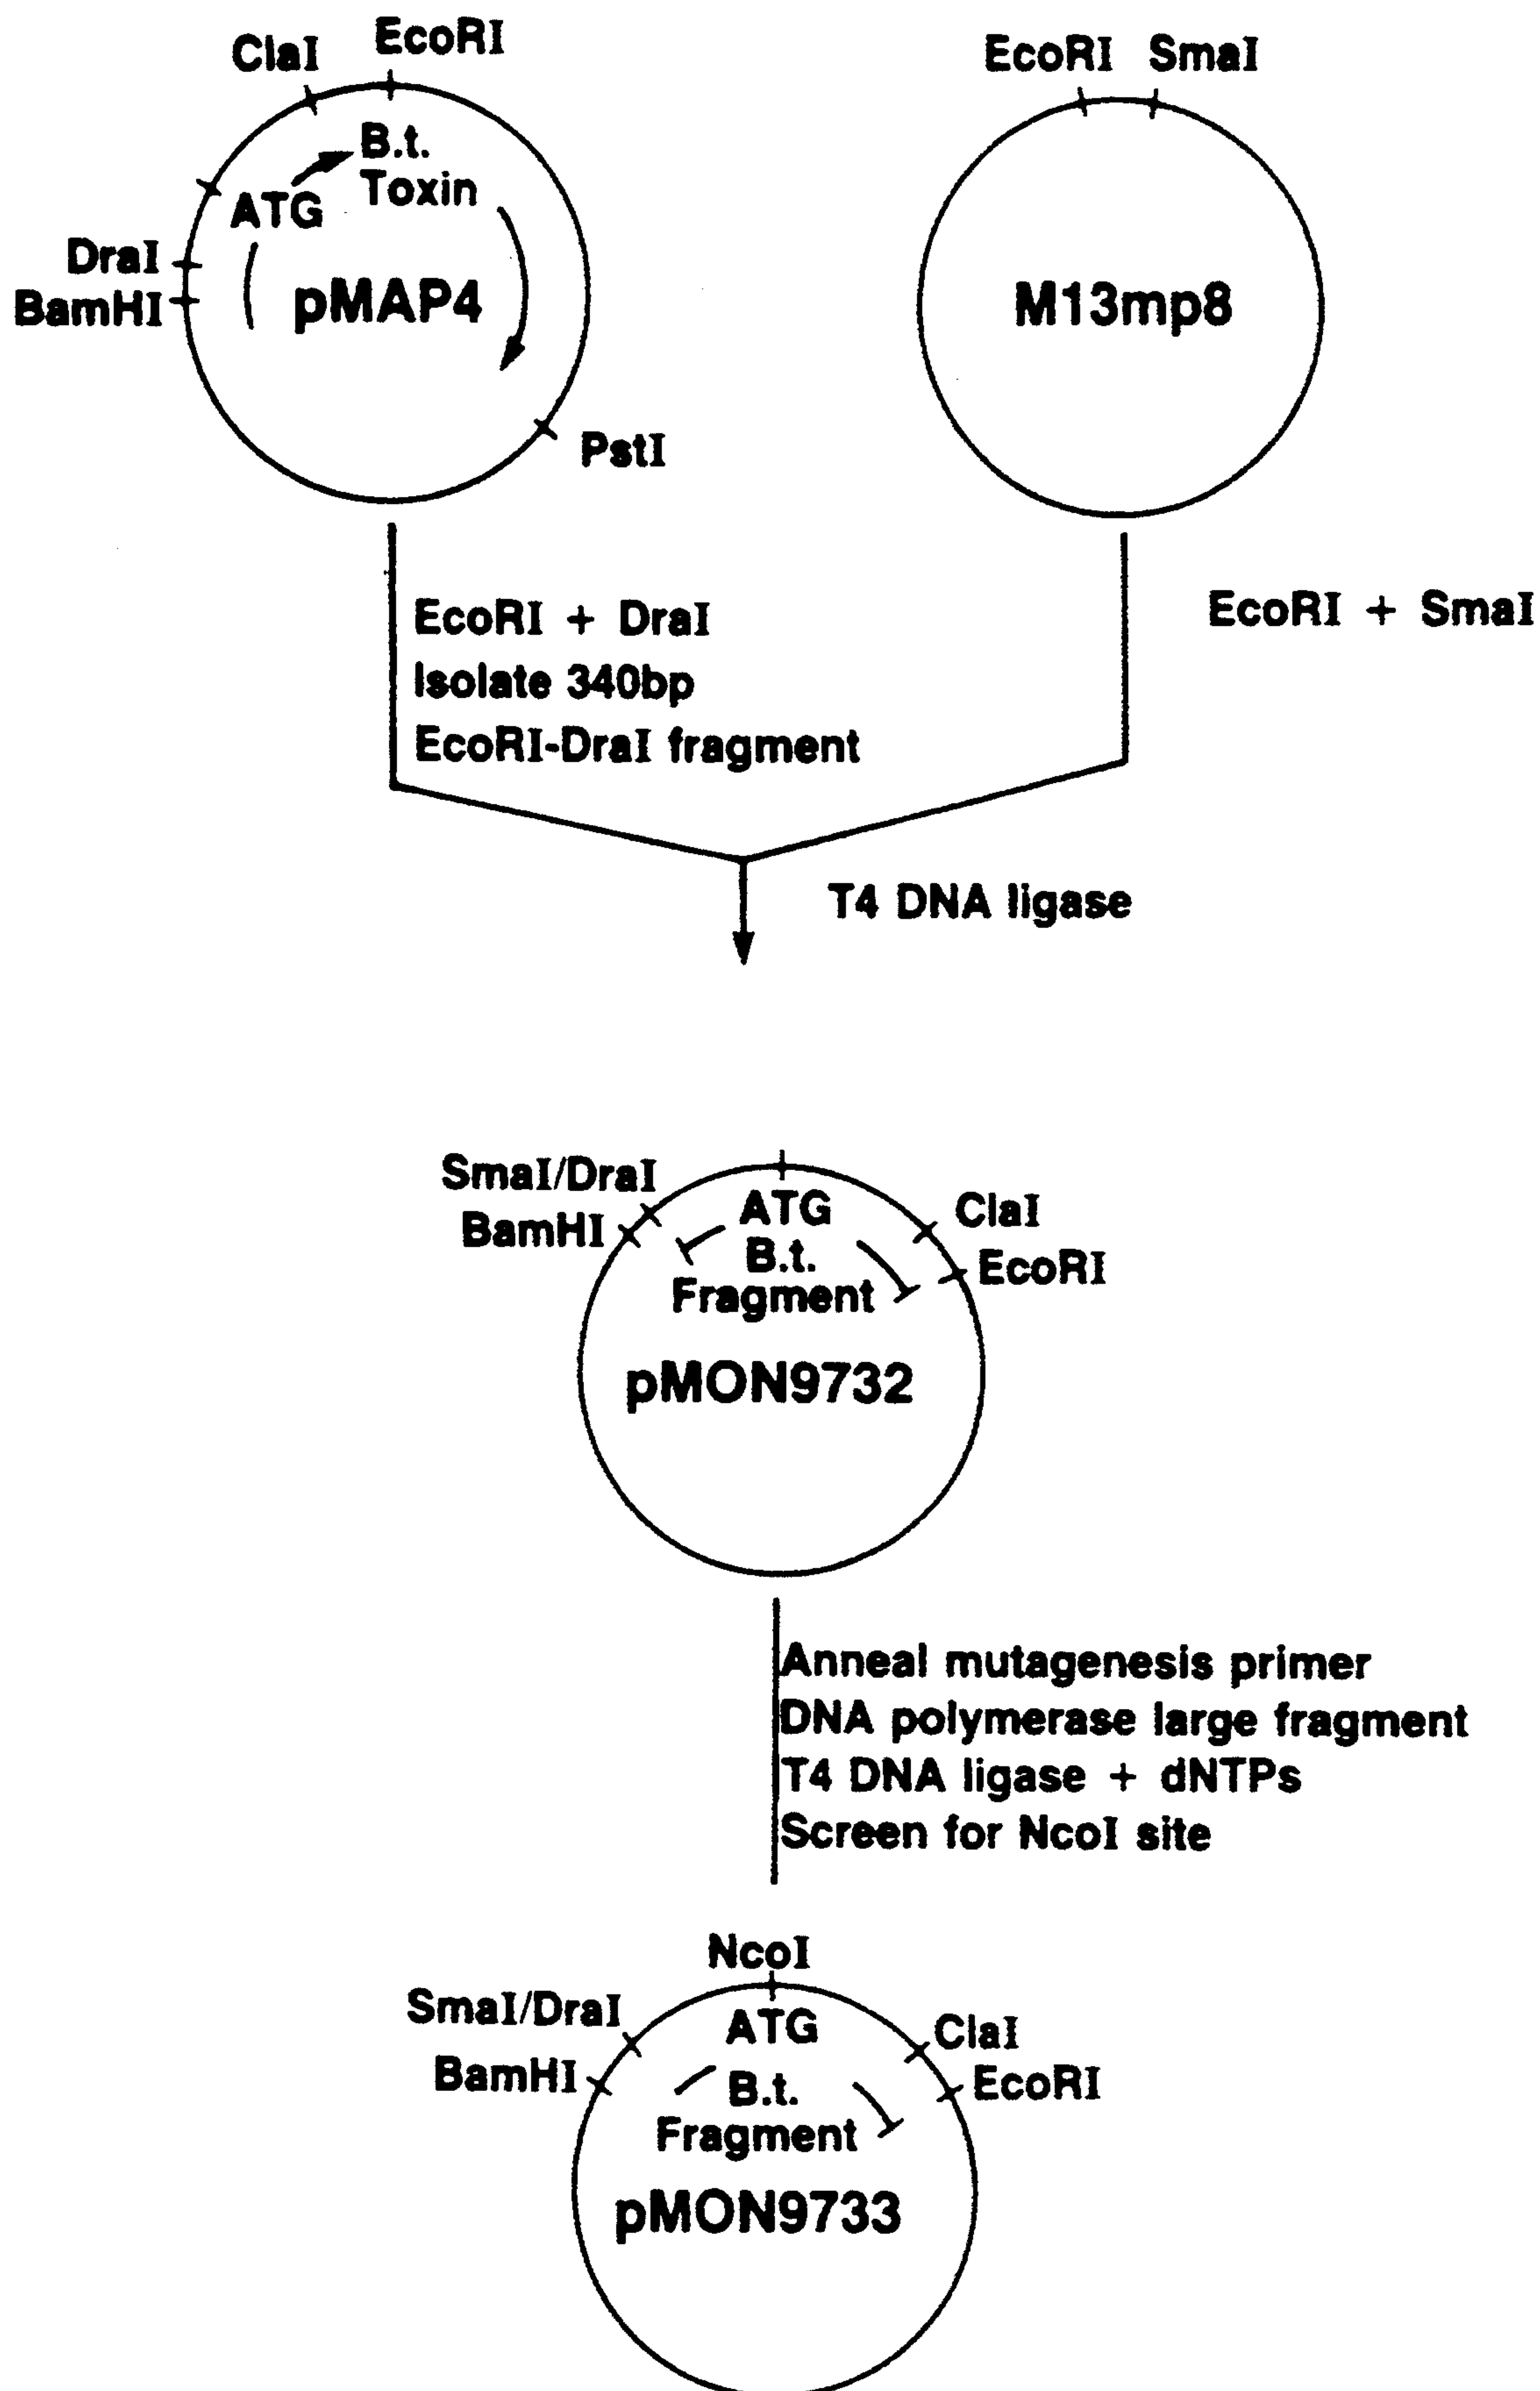 ClaI EcoRI
B.t.
Toxin
ATG
DraI
BamHI
pMAP4
PstI
EcoRI SmaI
M13mp8
EcoRI + DraI
Isolate 340bp
EcoRI-DraI fragment
EcoRI + SmaI
T4 DNA ligase
SmaI/DraI
BamHI
ATG
B.t.
Fragment
ClaI
EcoRI
pMON9732
Anneal mutagenesis primer
DNA polymerase large fragment
T4 DNA ligase + dNTPs
Screen for NcoI site
NcoI
SmaI/DraI
BamHI
ATG
B.t.
Fragment
ClaI
EcoRI
pMON9733